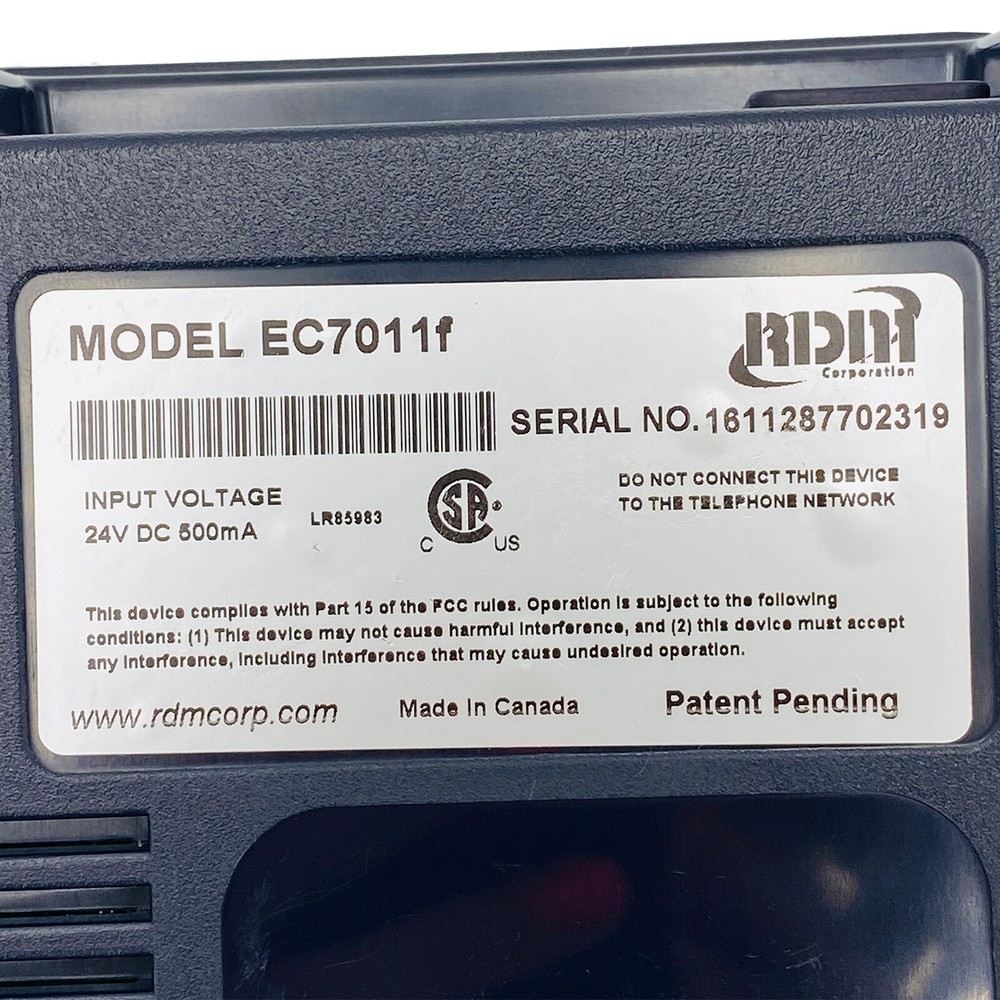 MODEL EC7011f
RDM
Corporation
SERIAL NO. 1611287702319
INPUT VOLTAGE
24V DC 500mA
LR85983
SA®
C US
DO NOT CONNECT THIS DEVICE
TO THE TELEPHONE NETWORK
This device complies with Part 15 of the FCC rules. Operation is subject to the following
conditions: (1) This device may not cause harmful interference, and (2) this device must accept
any interference, including interference that may cause undesired operation.
www.rdmcorp.com
Made in Canada
Patent Pending